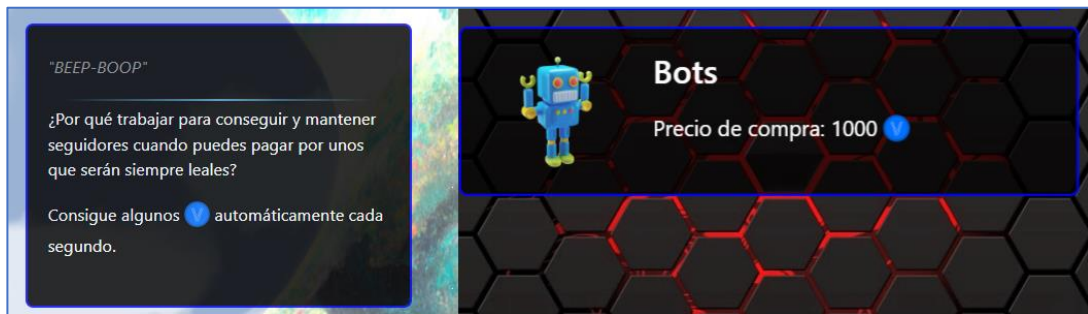 "BEEP-BOOP"
¿Por qué trabajar para conseguir y mantener
seguidores cuando puedes pagar por unos
que serán siempre leales?
Consigue algunos V automáticamente cada
segundo.
Bots
Precio de compra: 1000 V